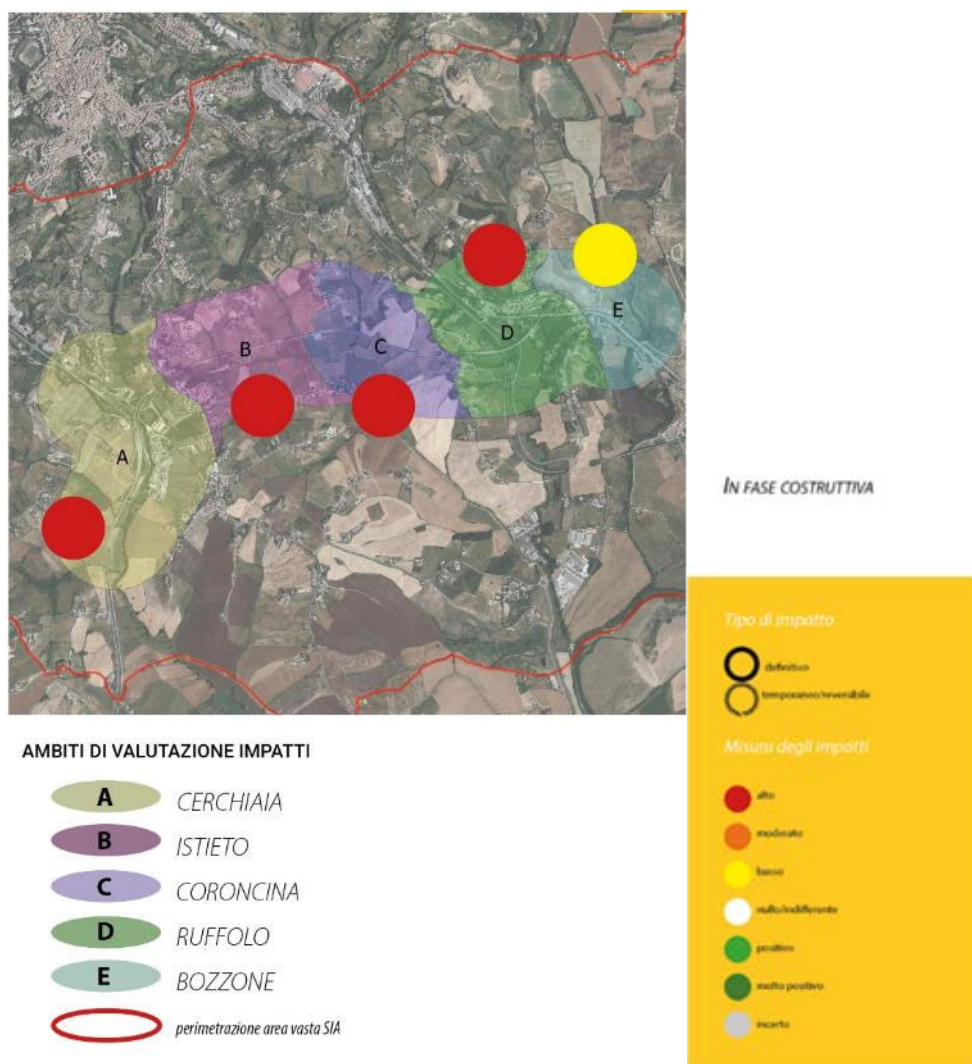 A
B
C
D
E
IN FASE COSTRUTTIVA
Tipo di impatto
definitivo
temporaneo/reversibile
Misura degli impatti
alto
moderato
basso
nullo/indifferente
positivo
molto positivo
incerto
AMBITI DI VALUTAZIONE IMPATTI
A CERCHIAIA
B ISTIETO
C CORONCINA
D RUFFOLO
E BOZZONE
perimetrazione area vasta SIA